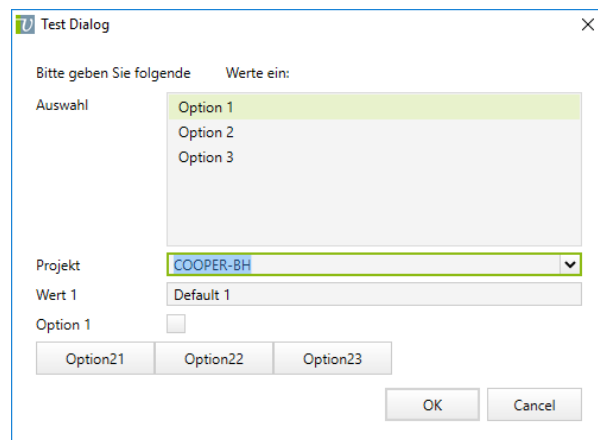 Test Dialog
Bitte geben Sie folgende Werte ein:
Auswahl
Option 1
Option 2
Option 3
Projekt COOPER-BH
Wert 1 Default 1
Option 1
Option21 Option22 Option23
OK Cancel